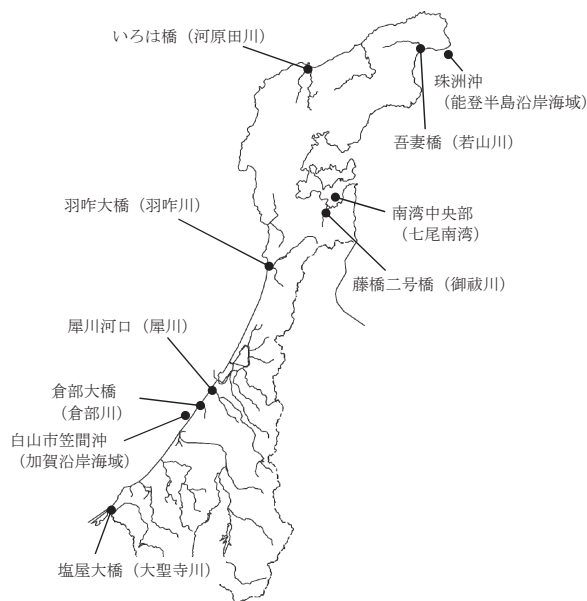 いろは橋（河原田川）
珠洲沖
（能登半島沿岸海域）
吾妻橋（若山川）
羽咋大橋（羽咋川）
南湾中央部
（七尾南湾）
藤橋二号橋（御祓川）
犀川河口（犀川）
倉部大橋
（倉部川）
白山市笠間沖
（加賀沿岸海域）
塩屋大橋（大聖寺川）